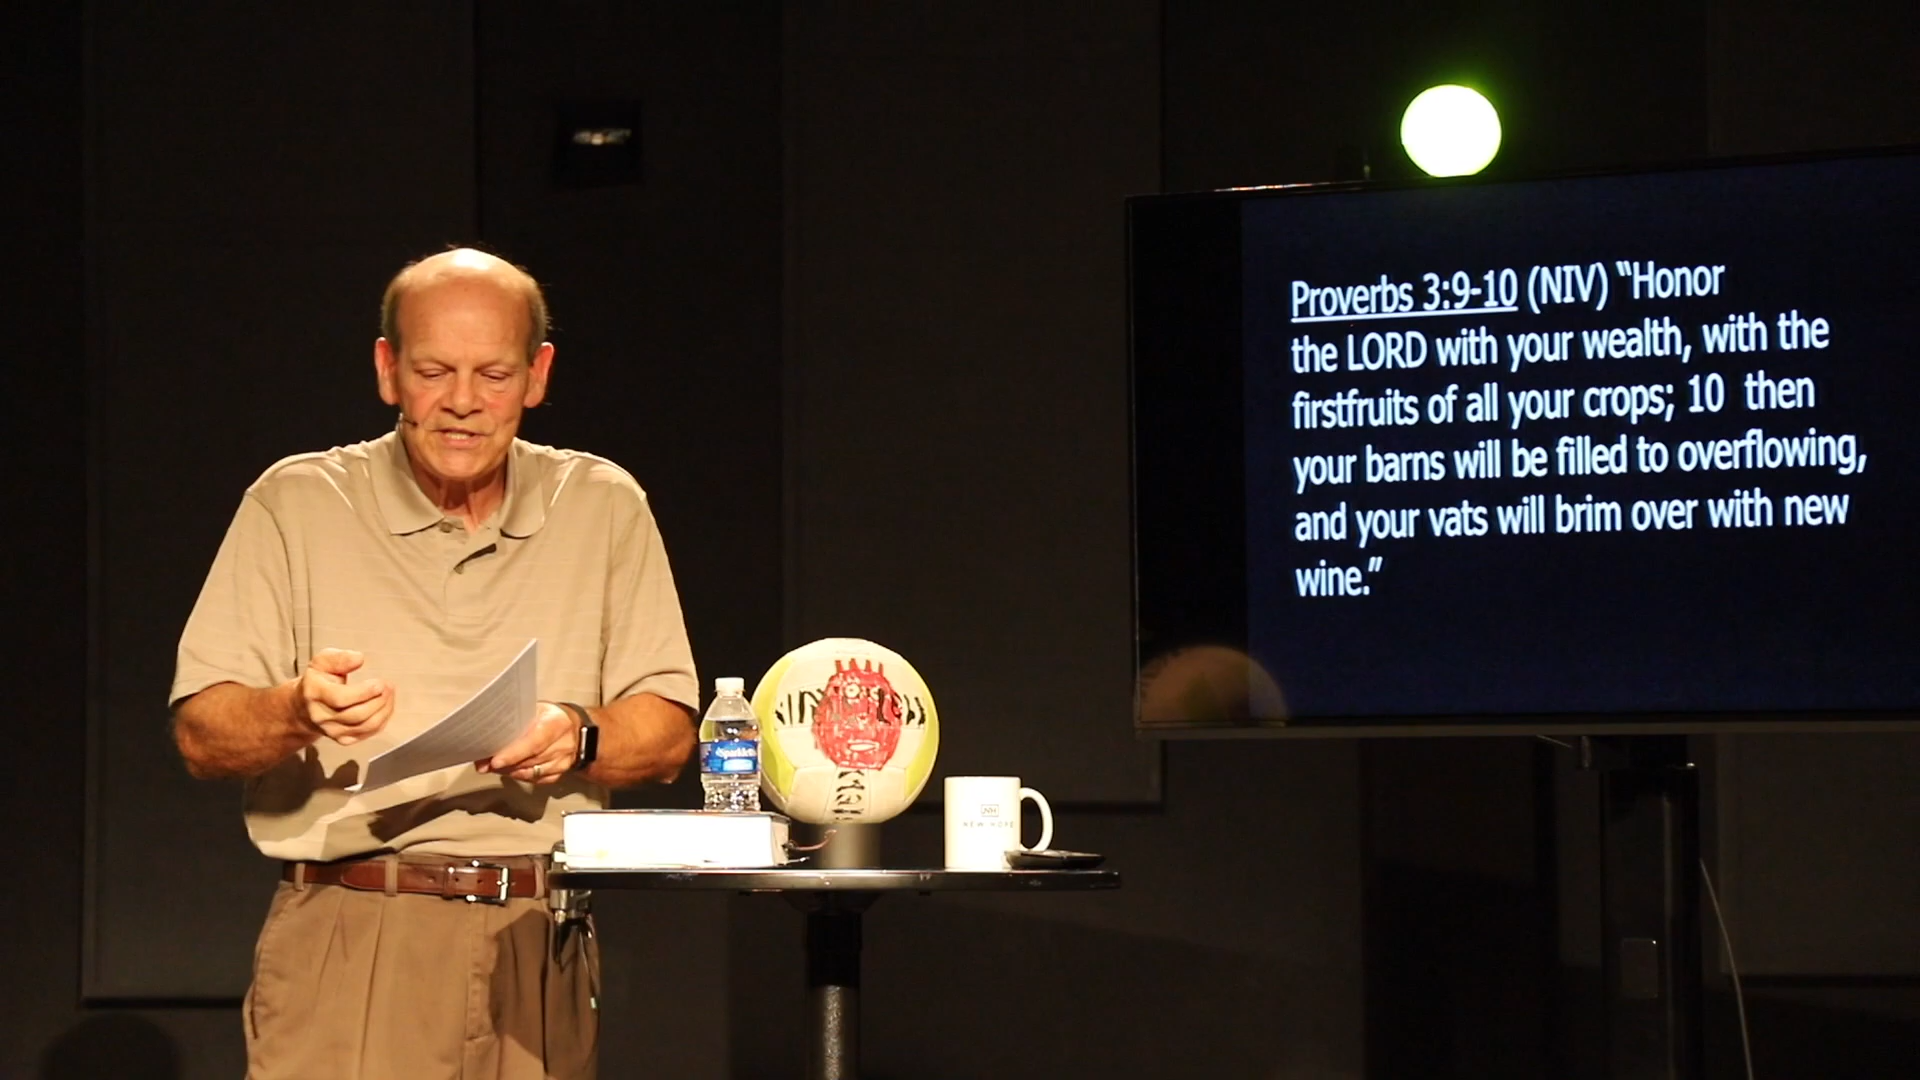 Proverbs 3:9-10 (NIV) “Honor
the LORD with your wealth, with the
firstfruits of all your crops; 10 then
your barns will be filled to overflowing,
and your vats will brim over with new
wine.”
Sparkletts
NH
NEW HOPE